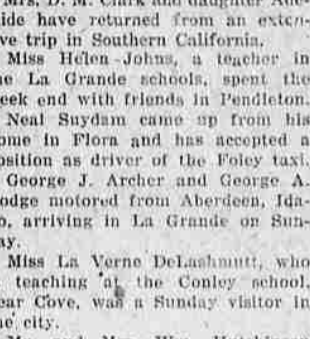 Mrs. D. M. Clark and daughter Ade-
ide have returned from an exten-
ve trip in Southern California.
Miss Helen Johns, a teacher in
he La Grande schools, spent the
eek end with friends in Pendleton.
Neal Suydam came up from his
ome in Flora and has accepted a
osition as driver of the Foley taxi.
George J. Archer and George A.
odge motored from Aberdeen, Ida-
o, arriving in La Grande on Sun-
ay.
Miss La Verne DeLashmutt, who
teaching at the Conley school,
ear Cove, was a Sunday visitor in
he city.